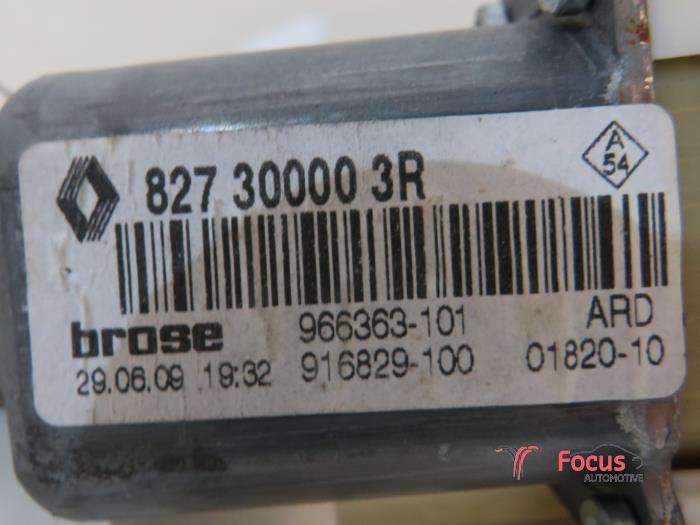 827 30000 3R
A
54
brose
966363-101
ARD
29.06.09 19:32
916829-100
01820-10
Focus
AUTOMOTIVE